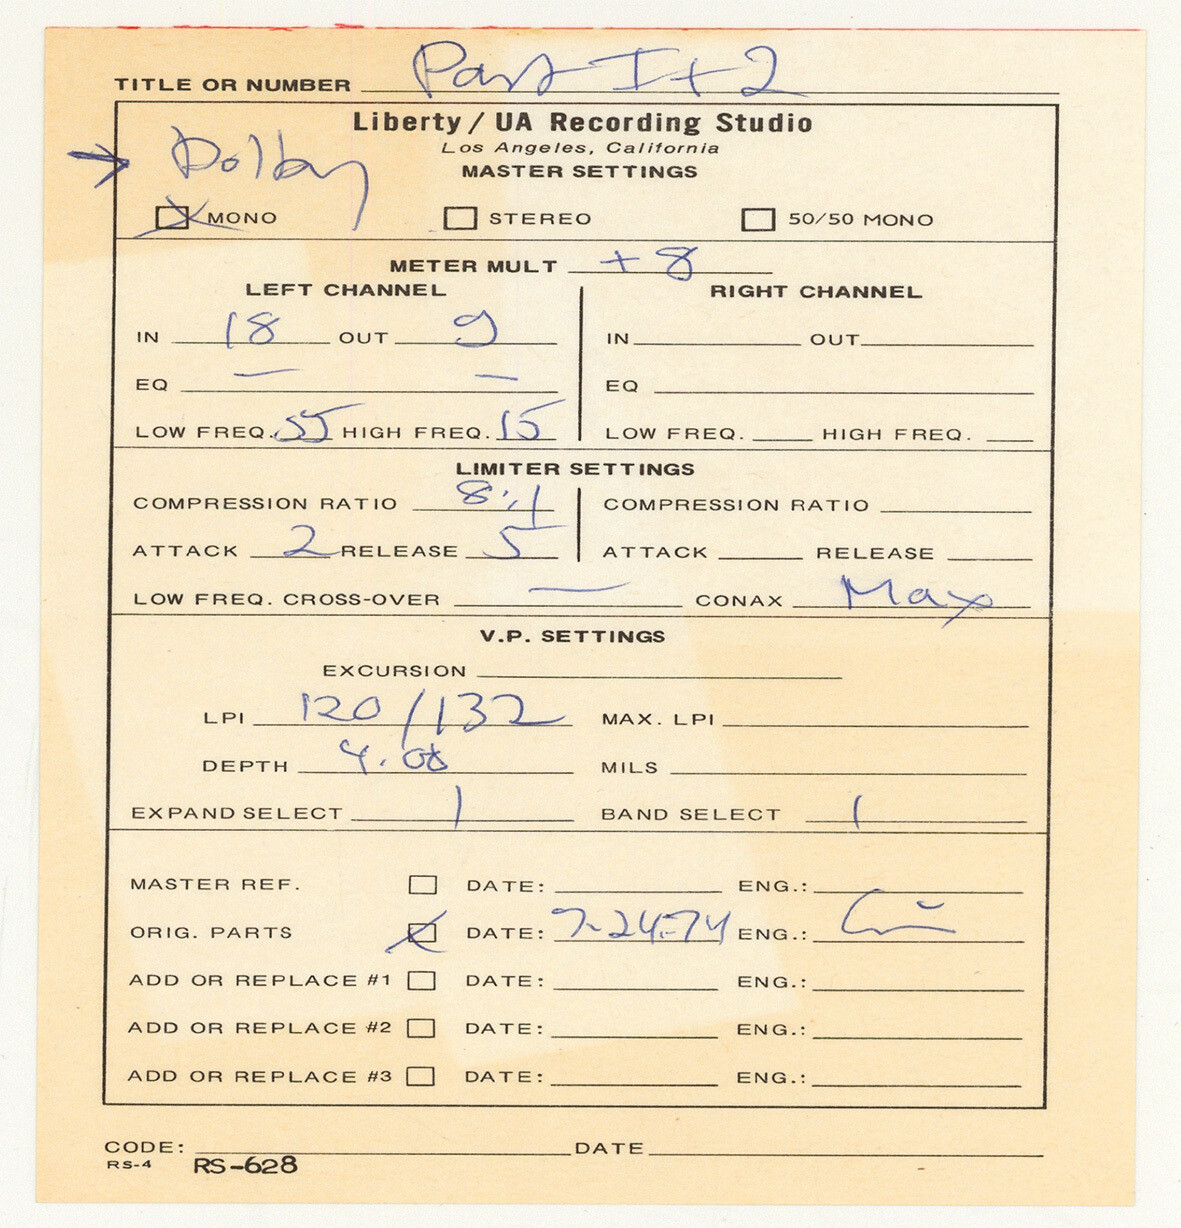 TITLE OR NUMBER Part I + 2
Liberty / UA Recording Studio
Los Angeles, California
→ Dolby
MASTER SETTINGS
☒ MONO ☐ STEREO ☐ 50/50 MONO
METER MULT + 8
LEFT CHANNEL RIGHT CHANNEL
IN 18 OUT 9 IN OUT
EQ — — EQ
LOW FREQ. 55 HIGH FREQ. 15 LOW FREQ. HIGH FREQ.
LIMITER SETTINGS
COMPRESSION RATIO 8:1 COMPRESSION RATIO
ATTACK 2 RELEASE 5 ATTACK RELEASE
LOW FREQ. CROSS-OVER — CONAX Max
V.P. SETTINGS
EXCURSION
LPI 120/132 MAX. LPI
DEPTH 4.00 MILS
EXPAND SELECT 1 BAND SELECT 1
MASTER REF. ☐ DATE: ENG.:
ORIG. PARTS ☒ DATE: 7-24-74 ENG.:
ADD OR REPLACE #1 ☐ DATE: ENG.:
ADD OR REPLACE #2 ☐ DATE: ENG.:
ADD OR REPLACE #3 ☐ DATE: ENG.:
CODE: DATE
RS-4 RS-628